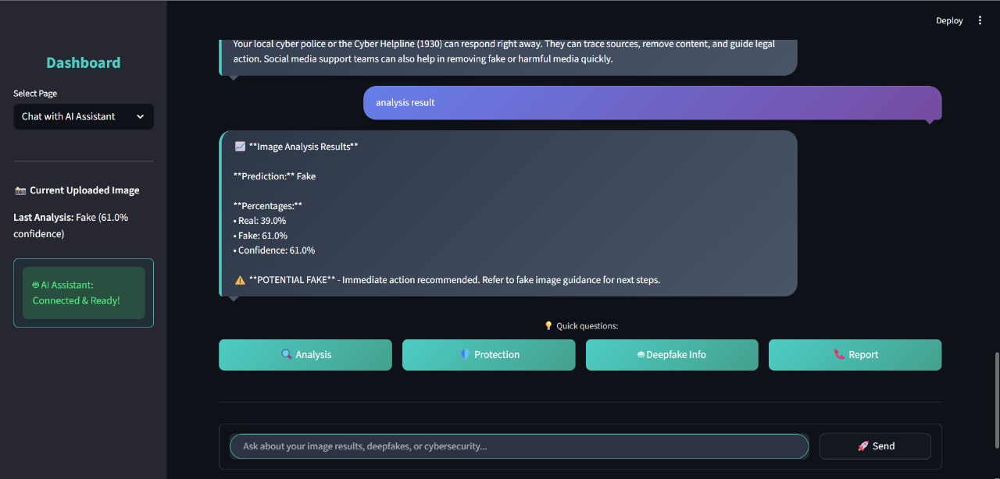 Deploy
Dashboard
Select Page
Chat with AI Assistant
Current Uploaded Image
Last Analysis: Fake (61.0%
confidence)
AI Assistant:
Connected & Ready!
Your local cyber police or the Cyber Helpline (1930) can respond right away. They can trace sources, remove content, and guide legal
action. Social media support teams can also help in removing fake or harmful media quickly.
analysis result
**Image Analysis Results**
**Prediction:** Fake
**Percentages:**
• Real: 39.0%
• Fake: 61.0%
• Confidence: 61.0%
⚠️ **POTENTIAL FAKE** - Immediate action recommended. Refer to fake image guidance for next steps.
Quick questions:
Analysis
Protection
Deepfake Info
Report
Ask about your image results, deepfakes, or cybersecurity...
Send